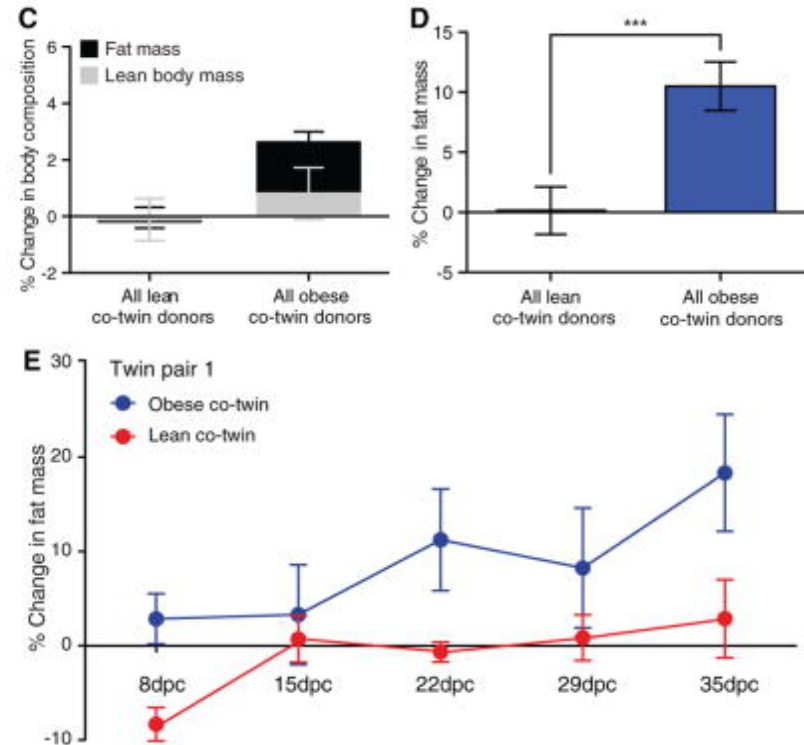 C
% Change in body composition
6
4
2
0
-2
Fat mass
Lean body mass
All lean
co-twin donors
All obese
co-twin donors
D
% Change in fat mass
15
10
5
0
-5
***
All lean
co-twin donors
All obese
co-twin donors
E
% Change in fat mass
30
20
10
0
-10
Twin pair 1
Obese co-twin
Lean co-twin
8dpc
15dpc
22dpc
29dpc
35dpc